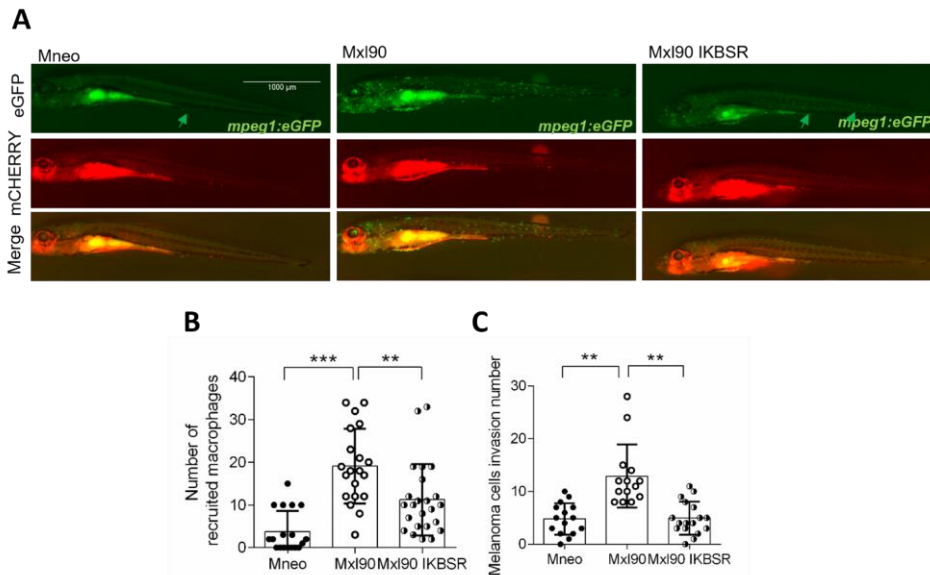 A
Mneo
Mxl90
Mxl90 IKBSR
eGFP
1000 µm
mpeg1:eGFP
mpeg1:eGFP
mpeg1:eGFP
mCHERRY
Merge
B
Number of
recruited macrophages
40
30
20
10
0
***
**
Mneo
Mxl90
Mxl90 IKBSR
C
Melanoma cells invasion number
30
20
10
0
**
**
Mneo
Mxl90
Mxl90 IKBSR